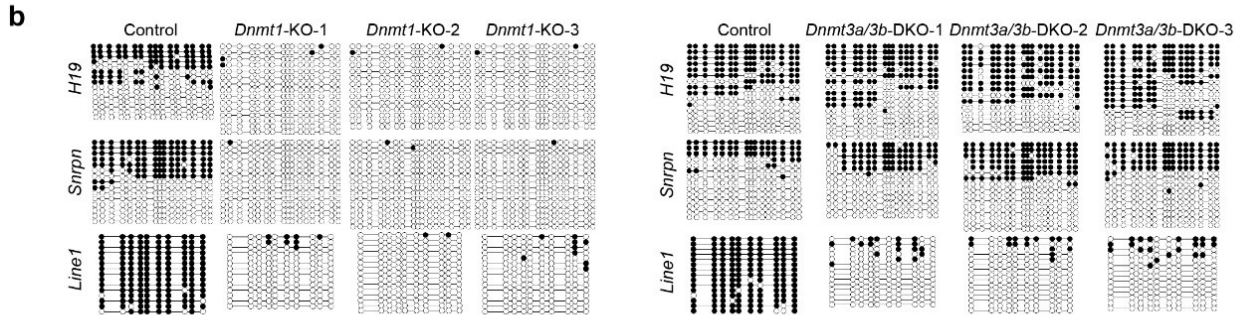 b
Control Dnmt1-KO-1 Dnmt1-KO-2 Dnmt1-KO-3
H19
Snrpn
Line1
Control Dnmt3a/3b-DKO-1 Dnmt3a/3b-DKO-2 Dnmt3a/3b-DKO-3
H19
Snrpn
Line1